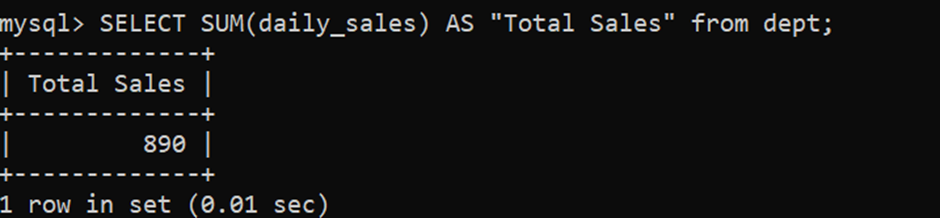 mysql> SELECT SUM(daily_sales) AS "Total Sales" from dept;
+-------------+
| Total Sales |
+-------------+
|         890 |
+-------------+
1 row in set (0.01 sec)